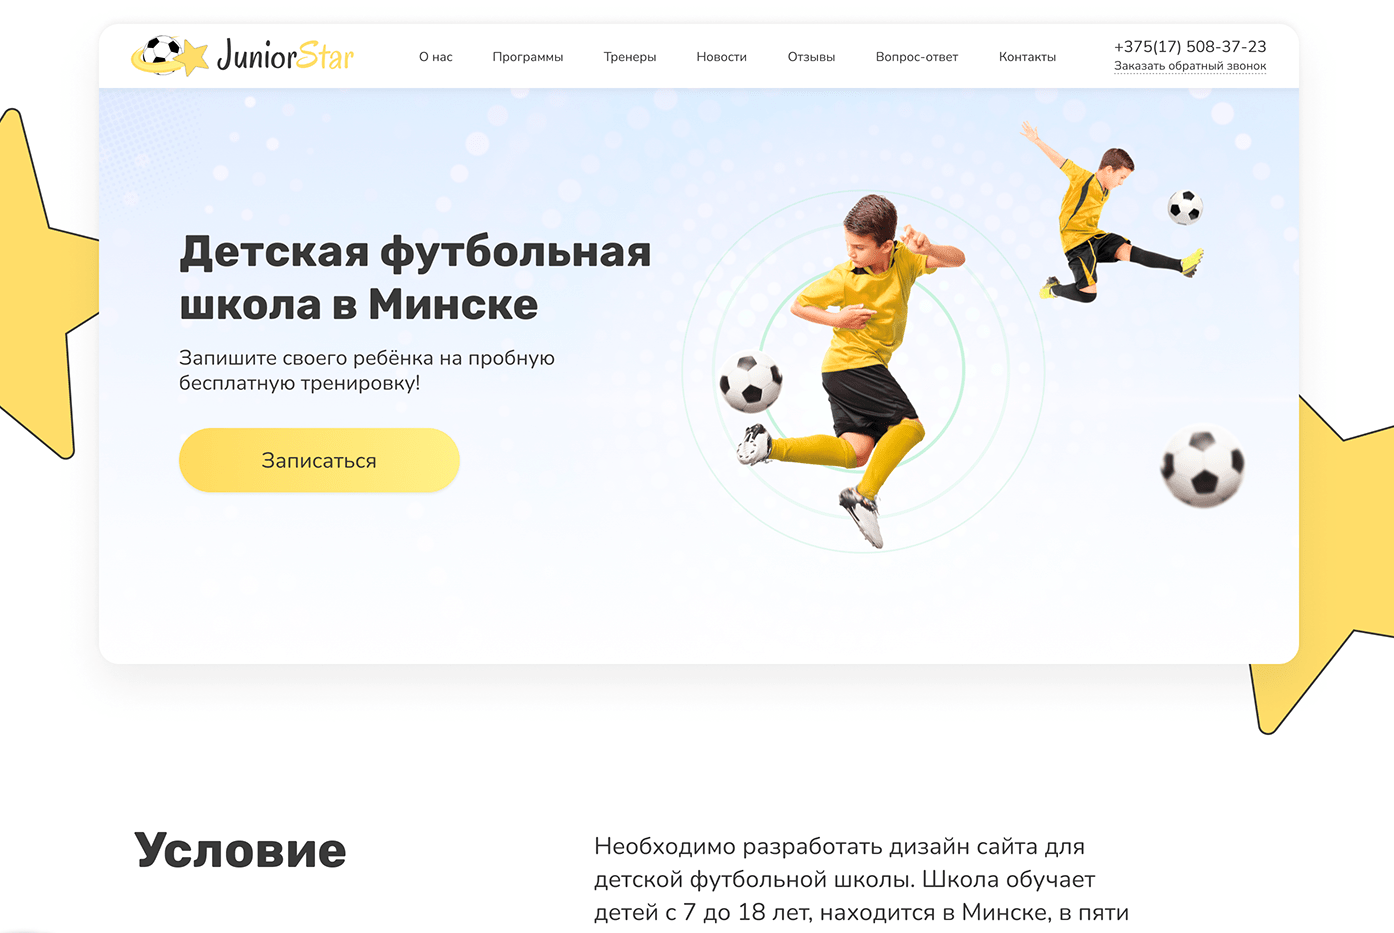 JuniorStar
О нас
Программы
Тренеры
Новости
Отзывы
Вопрос-ответ
Контакты
+375(17) 508-37-23
Заказать обратный звонок
Детская футбольная
школа в Минске
Запишите своего ребёнка на пробную
бесплатную тренировку!
Записаться
Условие
Необходимо разработать дизайн сайта для
детской футбольной школы. Школа обучает
детей с 7 до 18 лет, находится в Минске, в пяти